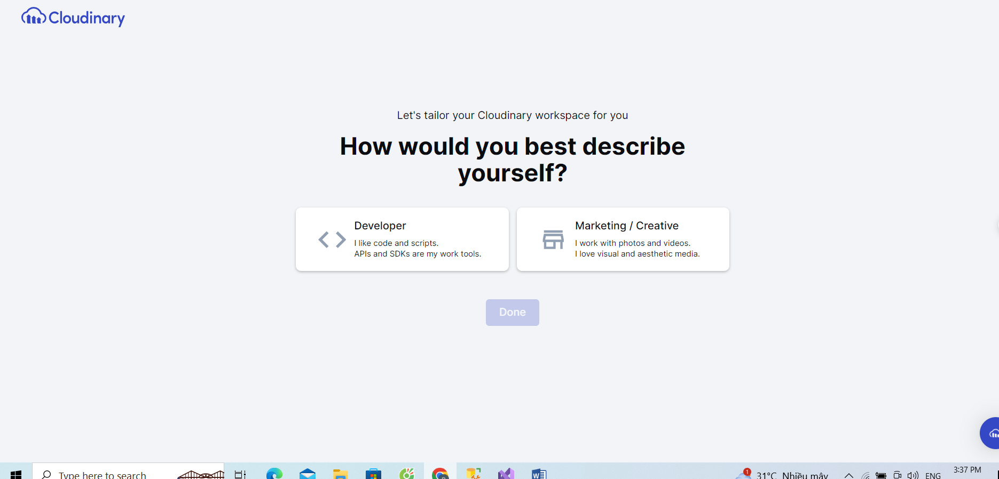 Cloudinary
Let's tailor your Cloudinary workspace for you
How would you best describe
yourself?
Developer
I like code and scripts.
APIs and SDKs are my work tools.
Marketing / Creative
I work with photos and videos.
I love visual and aesthetic media.
Done
Type here to search
1
31°C Nhiều mây
ENG
3:37 PM